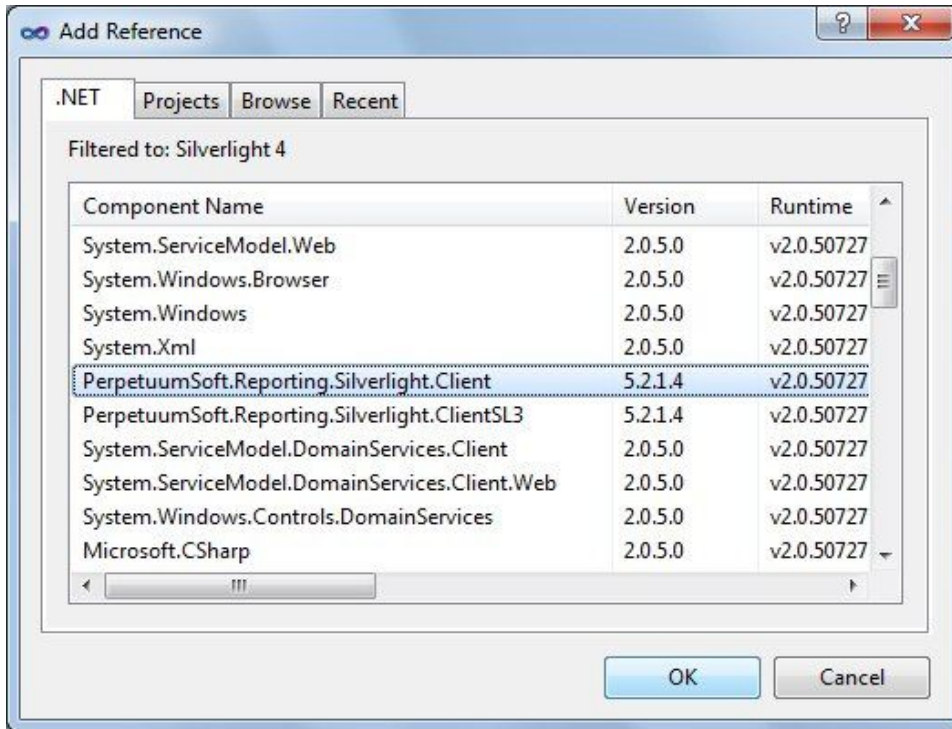 Add Reference
.NET Projects Browse Recent
Filtered to: Silverlight 4
Component Name Version Runtime
System.ServiceModel.Web 2.0.5.0 v2.0.50727
System.Windows.Browser 2.0.5.0 v2.0.50727
System.Windows 2.0.5.0 v2.0.50727
System.Xml 2.0.5.0 v2.0.50727
PerpetuumSoft.Reporting.Silverlight.Client 5.2.1.4 v2.0.50727
PerpetuumSoft.Reporting.Silverlight.ClientSL3 5.2.1.4 v2.0.50727
System.ServiceModel.DomainServices.Client 2.0.5.0 v2.0.50727
System.ServiceModel.DomainServices.Client.Web 2.0.5.0 v2.0.50727
System.Windows.Controls.DomainServices 2.0.5.0 v2.0.50727
Microsoft.CSharp 2.0.5.0 v2.0.50727
OK Cancel